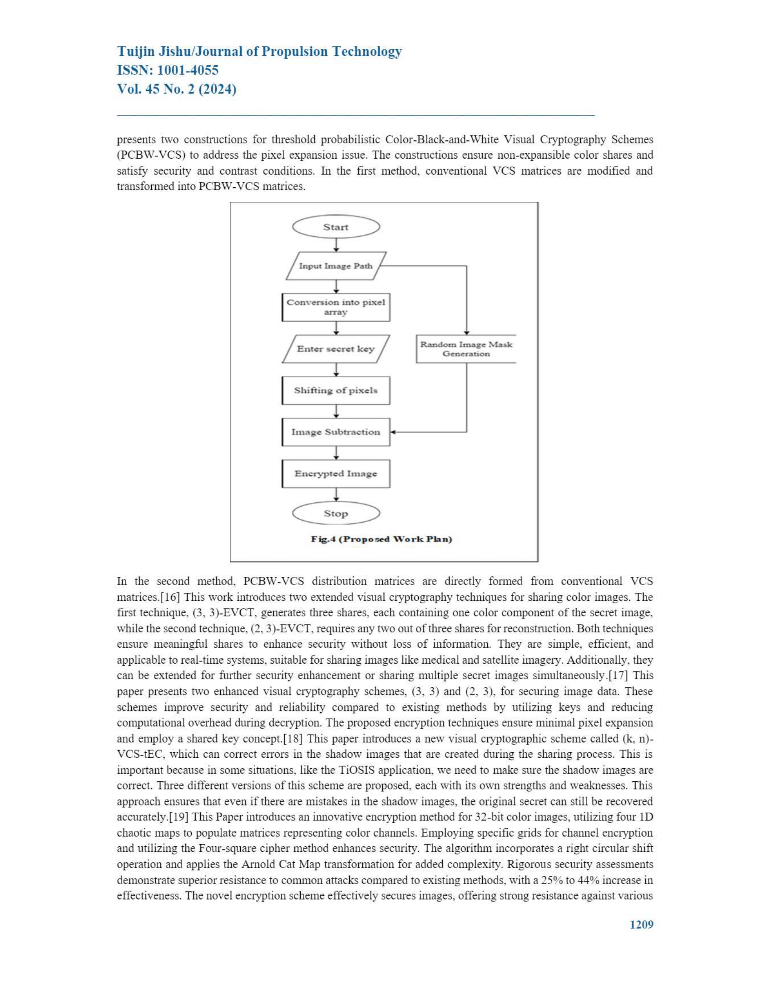 Tuijin Jishu/Journal of Propulsion Technology
ISSN: 1001-4055
Vol. 45 No. 2 (2024)
presents two constructions for threshold probabilistic Color-Black-and-White Visual Cryptography Schemes
(PCBW-VCS) to address the pixel expansion issue. The constructions ensure non-expansible color shares and
satisfy security and contrast conditions. In the first method, conventional VCS matrices are modified and
transformed into PCBW-VCS matrices.
Start
Input Image Path
Conversion into pixel
array
Enter secret key
Random Image Mask
Generation
Shifting of pixels
Image Subtraction
Encrypted Image
Stop
Fig.4 (Proposed Work Plan)
In the second method, PCBW-VCS distribution matrices are directly formed from conventional VCS
matrices.[16] This work introduces two extended visual cryptography techniques for sharing color images. The
first technique, (3, 3)-EVCT, generates three shares, each containing one color component of the secret image,
while the second technique, (2, 3)-EVCT, requires any two out of three shares for reconstruction. Both techniques
ensure meaningful shares to enhance security without loss of information. They are simple, efficient, and
applicable to real-time systems, suitable for sharing images like medical and satellite imagery. Additionally, they
can be extended for further security enhancement or sharing multiple secret images simultaneously.[17] This
paper presents two enhanced visual cryptography schemes, (3, 3) and (2, 3), for securing image data. These
schemes improve security and reliability compared to existing methods by utilizing keys and reducing
computational overhead during decryption. The proposed encryption techniques ensure minimal pixel expansion
and employ a shared key concept.[18] This paper introduces a new visual cryptographic scheme called (k, n)-
VCS-tEC, which can correct errors in the shadow images that are created during the sharing process. This is
important because in some situations, like the TiOSIS application, we need to make sure the shadow images are
correct. Three different versions of this scheme are proposed, each with its own strengths and weaknesses. This
approach ensures that even if there are mistakes in the shadow images, the original secret can still be recovered
accurately.[19] This Paper introduces an innovative encryption method for 32-bit color images, utilizing four 1D
chaotic maps to populate matrices representing color channels. Employing specific grids for channel encryption
and utilizing the Four-square cipher method enhances security. The algorithm incorporates a right circular shift
operation and applies the Arnold Cat Map transformation for added complexity. Rigorous security assessments
demonstrate superior resistance to common attacks compared to existing methods, with a 25% to 44% increase in
effectiveness. The novel encryption scheme effectively secures images, offering strong resistance against various
1209